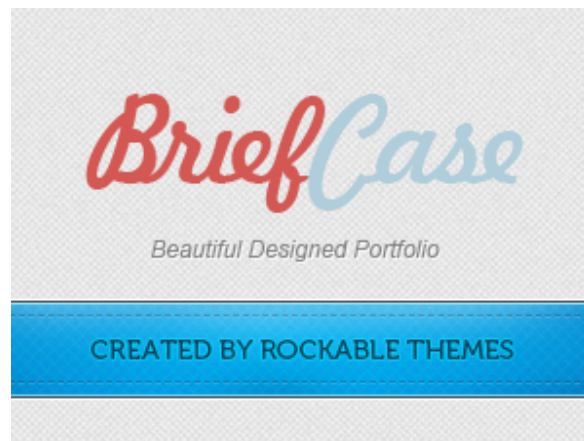 BriefCase
Beautiful Designed Portfolio
CREATED BY ROCKABLE THEMES